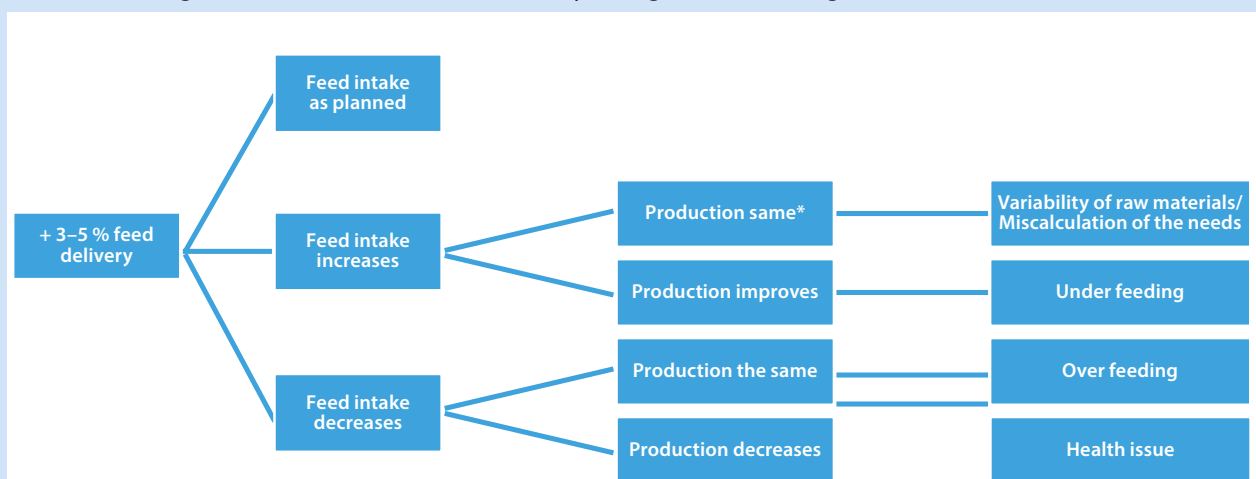 Feed intake
as planned
+ 3–5 % feed
delivery
Feed intake
increases
Feed intake
decreases
Production same*
Production improves
Production the same
Production decreases
Variability of raw materials/
Miscalculation of the needs
Under feeding
Over feeding
Health issue